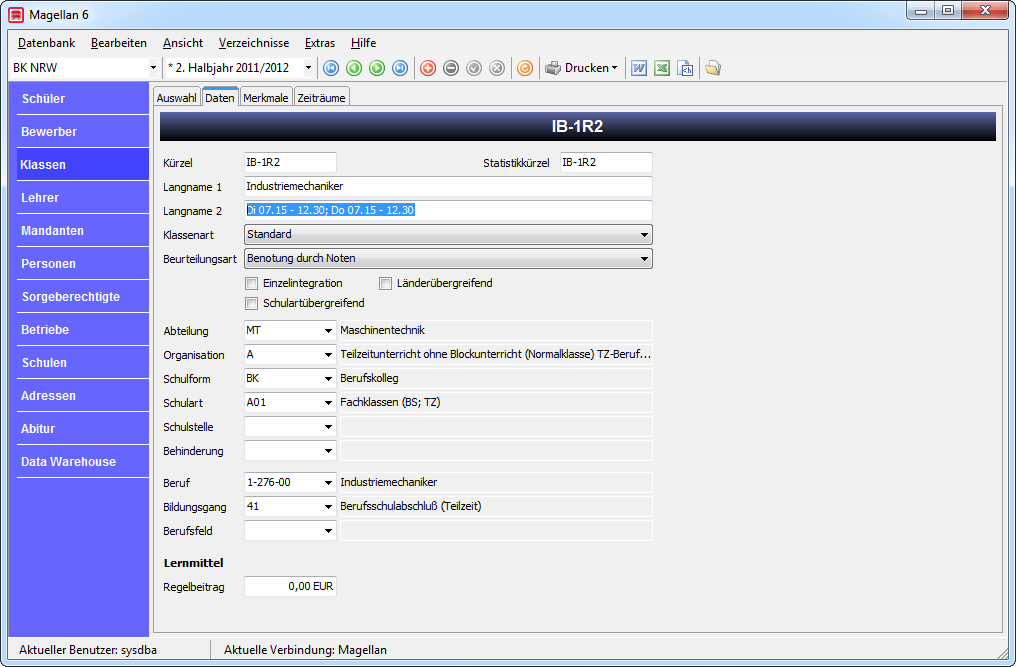 Magellan 6
Datenbank Bearbeiten Ansicht Verzeichnisse Extras Hilfe
BK NRW * 2. Halbjahr 2011/2012 Drucken
Schüler
Bewerber
Klassen
Lehrer
Mandanten
Personen
Sorgeberechtigte
Betriebe
Schulen
Adressen
Abitur
Data Warehouse
Auswahl Daten Merkmale Zeiträume
IB-1R2
Kürzel IB-1R2 Statistikkürzel IB-1R2
Langname 1 Industriemechaniker
Langname 2 Di 07.15 - 12.30; Do 07.15 - 12.30
Klassenart Standard
Beurteilungsart Benotung durch Noten
Einzelintegration Länderübergreifend
Schulartübergreifend
Abteilung MT Maschinentechnik
Organisation A Teilzeitunterricht ohne Blockunterricht (Normalklasse) TZ-Beruf...
Schulform BK Berufskolleg
Schulart A01 Fachklassen (BS; TZ)
Schulstelle
Behinderung
Beruf 1-276-00 Industriemechaniker
Bildungsgang 41 Berufsschulabschluß (Teilzeit)
Berufsfeld
Lernmittel
Regelbeitrag 0,00 EUR
Aktueller Benutzer: sysdba Aktuelle Verbindung: Magellan